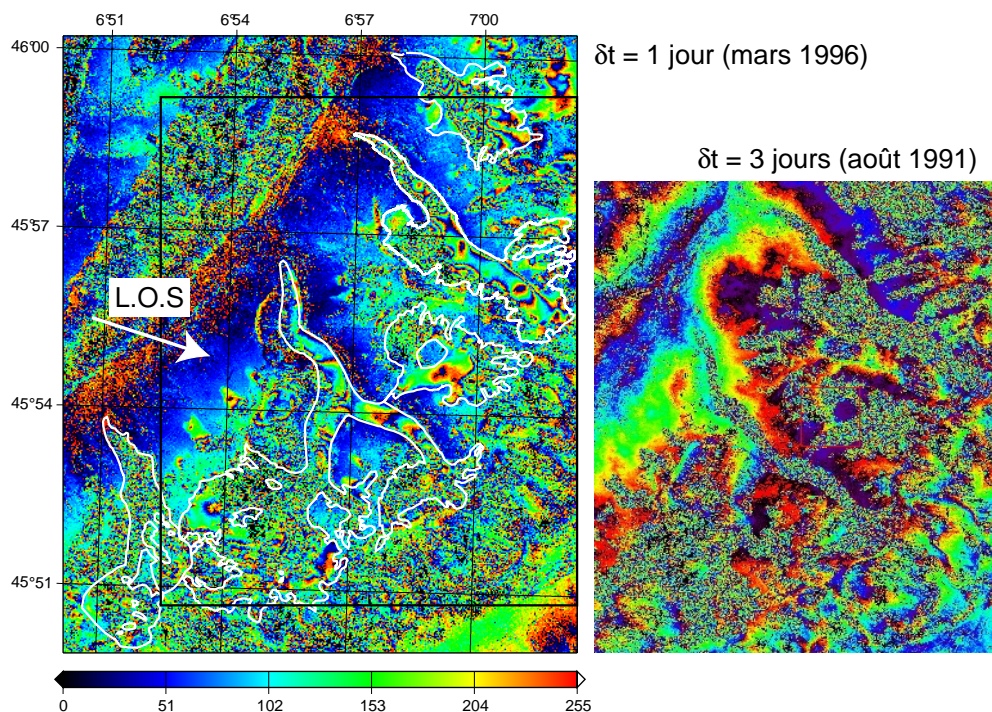 6°51 6°54 6°57 7°00
46°00
δt = 1 jour (mars 1996)
δt = 3 jours (août 1991)
45°57
L.O.S
45°54
45°51
0 51 102 153 204 255